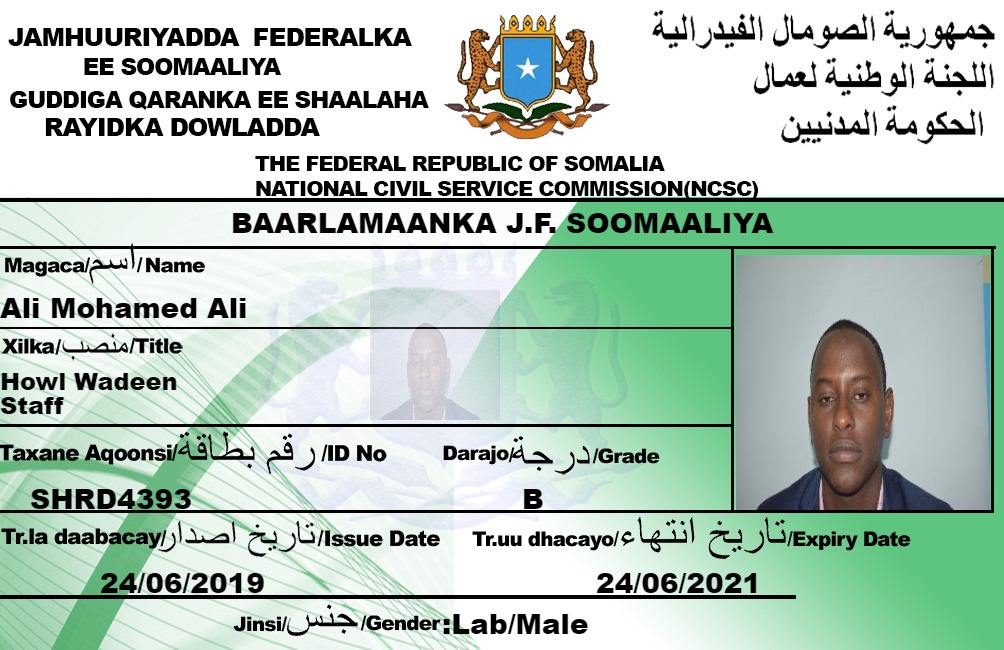 JAMHUURIYADDA FEDERALKA
EE SOOMAALIYA
GUDDIGA QARANKA EE SHAALAHA
RAYIDKA DOWLADDA
جمهورية الصومال الفيدرالية
اللجنة الوطنية لعمال
الحكومة المدنيين
THE FEDERAL REPUBLIC OF SOMALIA
NATIONAL CIVIL SERVICE COMMISSION(NCSC)
BAARLAMAANKA J.F. SOOMAALIYA
Magaca/اسم/Name
Ali Mohamed Ali
Xilka/منصب/Title
Howl Wadeen
Staff
Taxane Aqoonsi/رقم بطاقة/ID No
Darajo/درجة/Grade
SHRD4393
B
Tr.la daabacay/تاريخ اصدار/Issue Date
Tr.uu dhacayo/تاريخ انتهاء/Expiry Date
24/06/2019
24/06/2021
Jinsi/جنس/Gender:Lab/Male